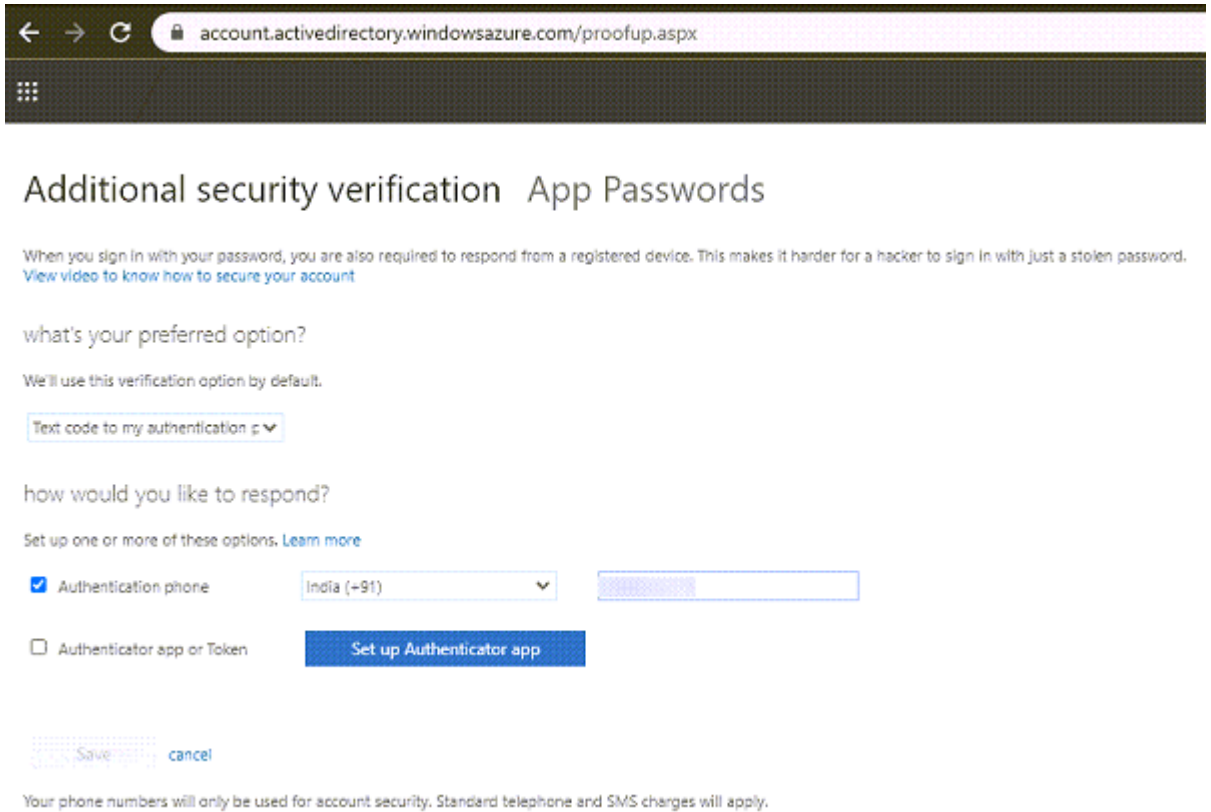 account.activedirectory.windowsazure.com/proofup.aspx
Additional security verification App Passwords
When you sign in with your password, you are also required to respond from a registered device. This makes it harder for a hacker to sign in with just a stolen password.
View video to know how to secure your account
what's your preferred option?
We'll use this verification option by default.
Text code to my authentication p
how would you like to respond?
Set up one or more of these options. Learn more
Authentication phone India (+91)
Authenticator app or Token Set up Authenticator app
Save cancel
Your phone numbers will only be used for account security. Standard telephone and SMS charges will apply.